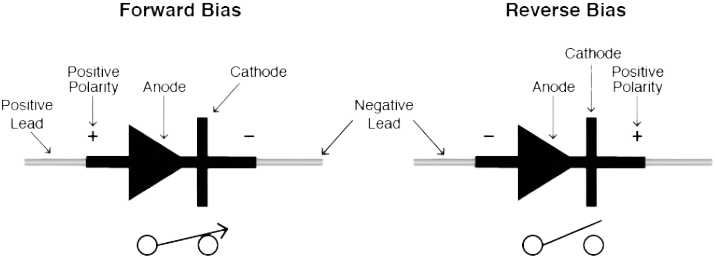 Forward Bias
Positive
Polarity
Anode
Cathode
Positive
Lead
+
−
Negative
Lead
Reverse Bias
Cathode
Anode
Positive
Polarity
−
+